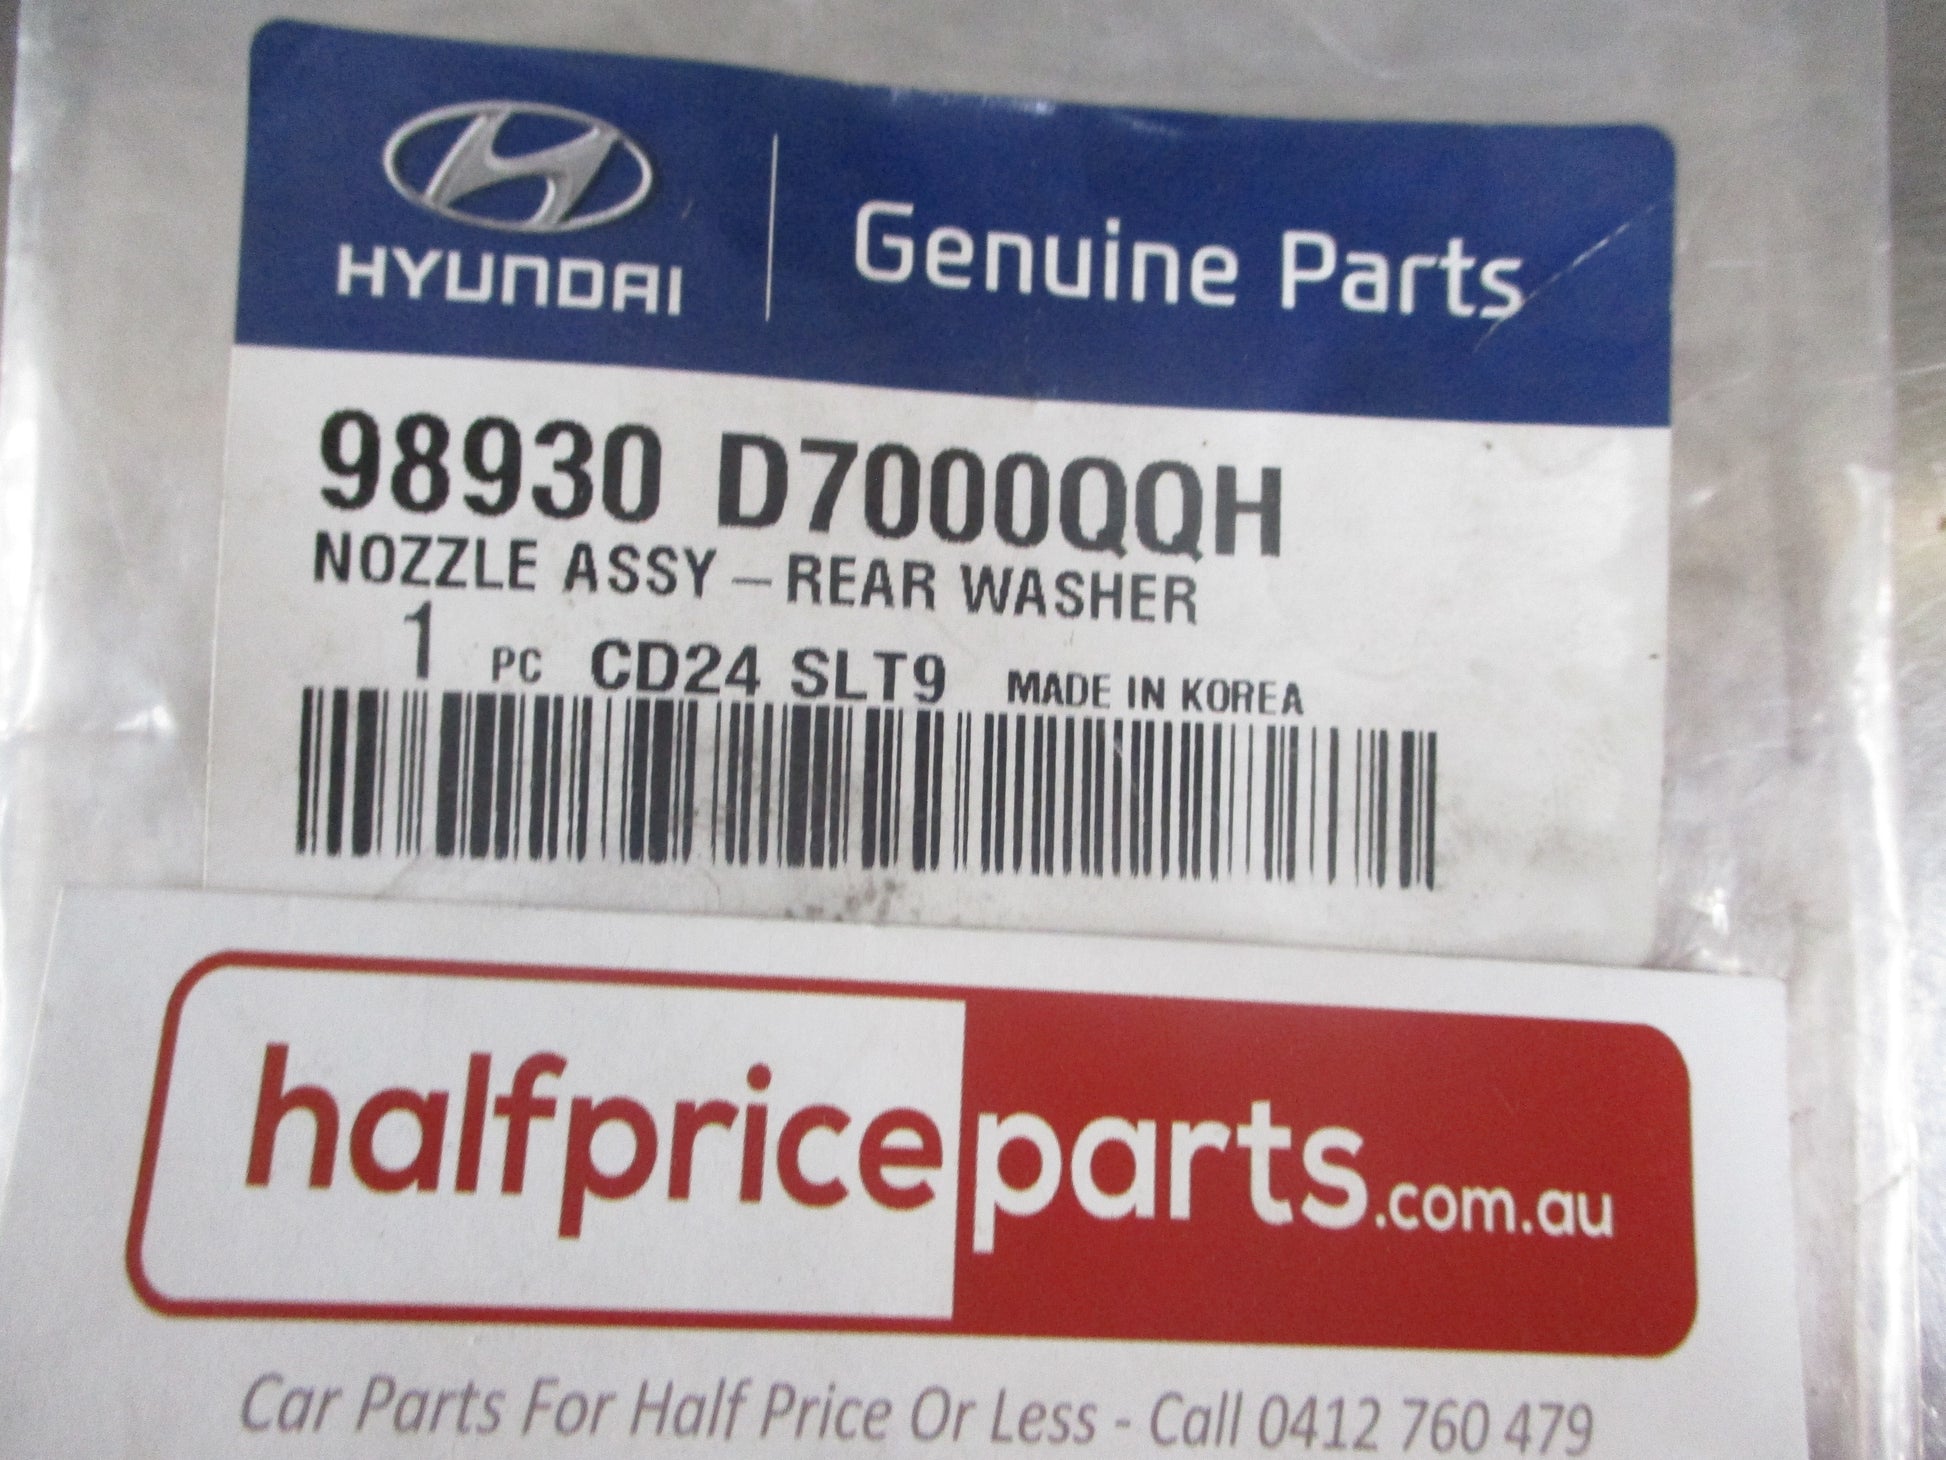 HYUNDAI
Genuine Parts
98930 D7000QQH
NOZZLE ASSY-REAR WASHER
1 PC CD24 SLT9 MADE IN KOREA
halfpriceparts.com.au
Car Parts For Half Price Or Less - Call 0412 760 479